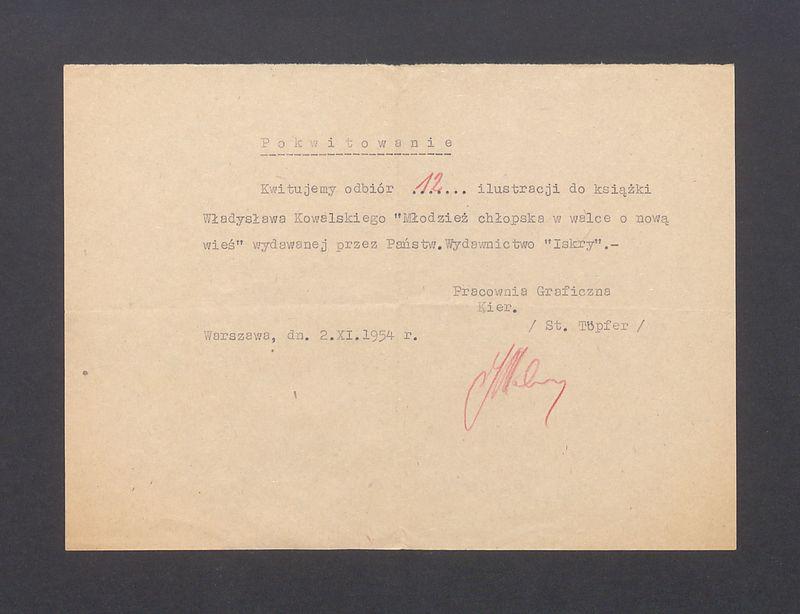 P o k w i t o w a n i e
Kwitujemy odbiór ..12... ilustracji do książki
Władysława Kowalskiego "Młodzież chłopska w walce o nową
wieś" wydawanej przez Państw.Wydawnictwo "Iskry".-
Pracownia Graficzna
Kier.
/ St. Töpfer /
Warszawa, dn. 2.XI.1954 r.